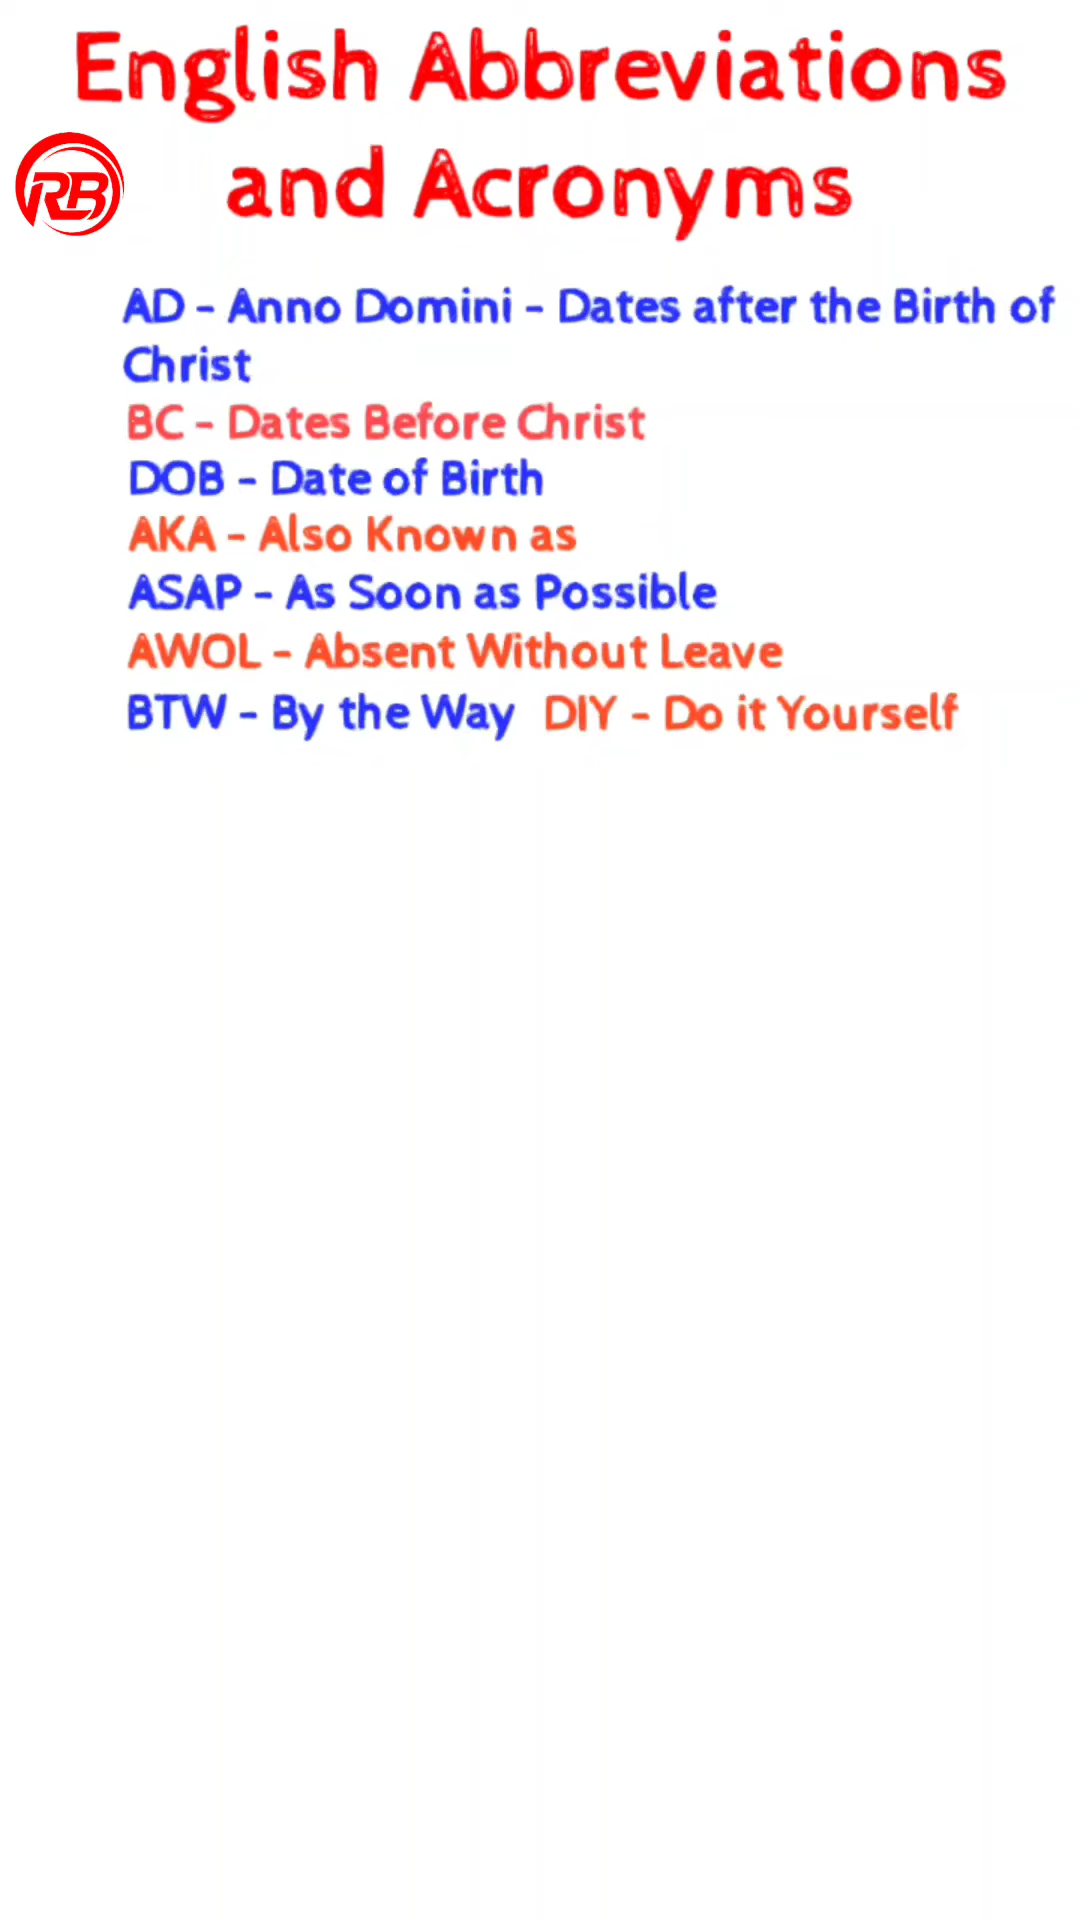 English Abbreviations
and Acronyms
RB
AD - Anno Domini - Dates after the Birth of
Christ
BC - Dates Before Christ
DOB - Date of Birth
AKA - Also Known as
ASAP - As Soon as Possible
AWOL - Absent Without Leave
BTW - By the Way DIY - Do it Yourself